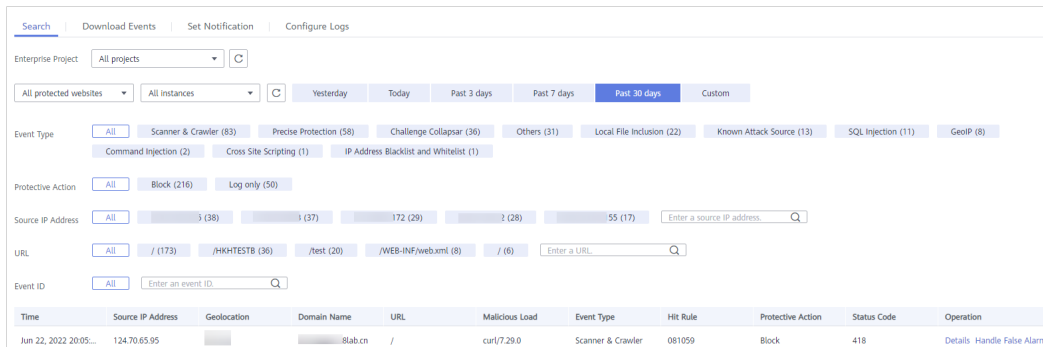 Search Download Events Set Notification Configure Logs
Enterprise Project All projects
All protected websites All instances Yesterday Today Past 3 days Past 7 days Past 30 days Custom
Event Type All Scanner & Crawler (83) Precise Protection (58) Challenge Collapsar (36) Others (31) Local File Inclusion (22) Known Attack Source (13) SQL Injection (11) GeoIP (8)
Command Injection (2) Cross Site Scripting (1) IP Address Blacklist and Whitelist (1)
Protective Action All Block (216) Log only (50)
Source IP Address All (38) (37) 172 (29) 2 (28) 55 (17) Enter a source IP address.
URL All / (173) /HKHTESTB (36) /test (20) /WEB-INF/web.xml (8) / (6) Enter a URL.
Event ID All Enter an event ID.
Time Source IP Address Geolocation Domain Name URL Malicious Load Event Type Hit Rule Protective Action Status Code Operation
Jun 22, 2022 20:05:... 124.70.65.95 8lab.cn / curl/7.29.0 Scanner & Crawler 081059 Block 418 Details Handle False Alarm